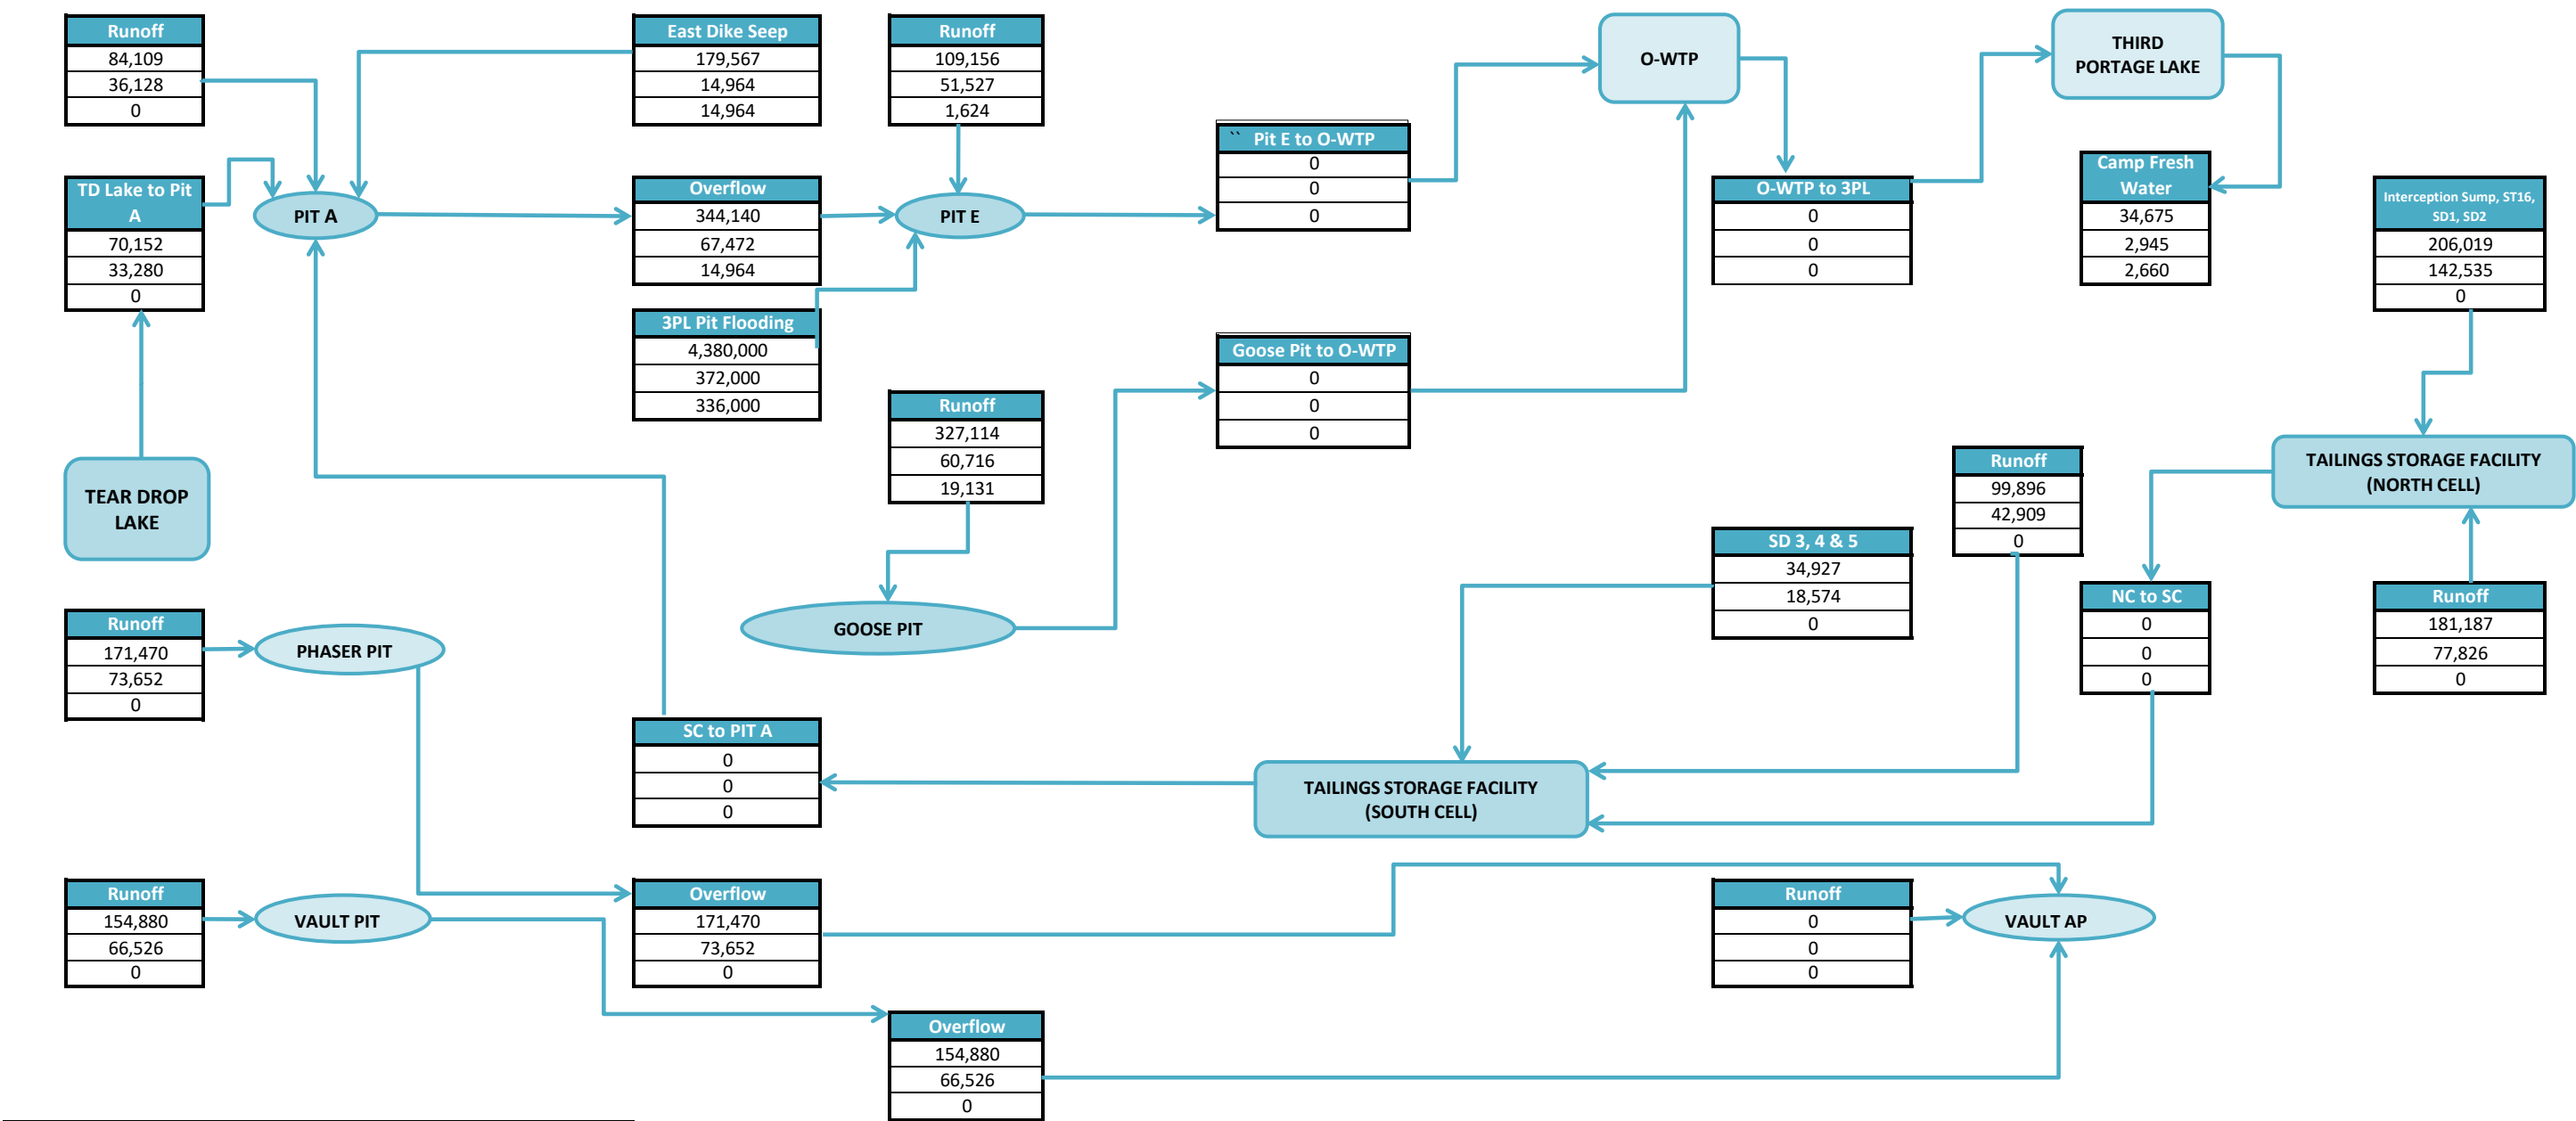 Runoff
84,109
36,128
0
East Dike Seep
179,567
14,964
14,964
Runoff
109,156
51,527
1,624
O-WTP
THIRD
PORTAGE LAKE
`` Pit E to O-WTP
0
0
0
TD Lake to Pit
A
70,152
33,280
0
PIT A
Overflow
344,140
67,472
14,964
PIT E
O-WTP to 3PL
0
0
0
Camp Fresh
Water
34,675
2,945
2,660
Interception Sump, ST16,
SD1, SD2
206,019
142,535
0
3PL Pit Flooding
4,380,000
372,000
336,000
Goose Pit to O-WTP
0
0
0
Runoff
327,114
60,716
19,131
TEAR DROP
LAKE
Runoff
99,896
42,909
0
TAILINGS STORAGE FACILITY
(NORTH CELL)
SD 3, 4 & 5
34,927
18,574
0
NC to SC
0
0
0
Runoff
181,187
77,826
0
Runoff
171,470
73,652
0
PHASER PIT
GOOSE PIT
SC to PIT A
0
0
0
TAILINGS STORAGE FACILITY
(SOUTH CELL)
Runoff
154,880
66,526
0
VAULT PIT
Overflow
171,470
73,652
0
Runoff
0
0
0
VAULT AP
Overflow
154,880
66,526
0